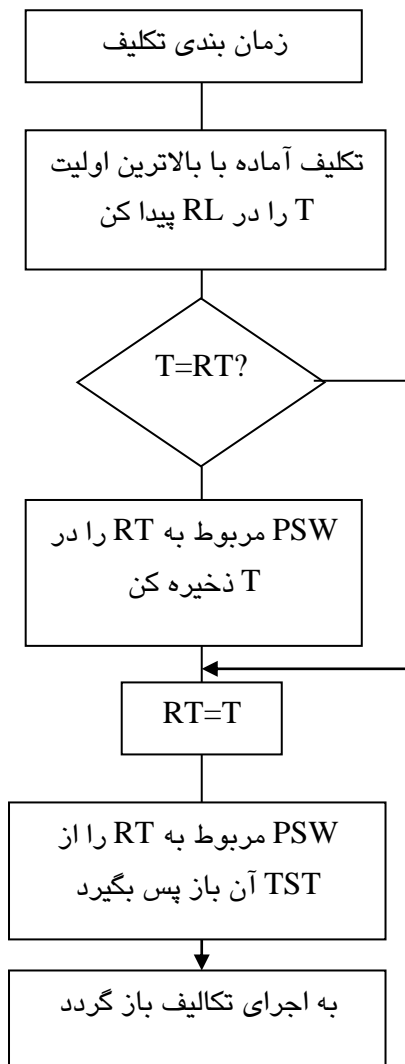 زمان بندی تکلیف
تکلیف آماده با بالاترین اولیت
T را در RL پیدا کن
T=RT?
PSW مربوط به RT را در
T ذخیره کن
RT=T
PSW مربوط به RT را از
TST آن باز پس بگیرد
به اجرای تکالیف باز گردد